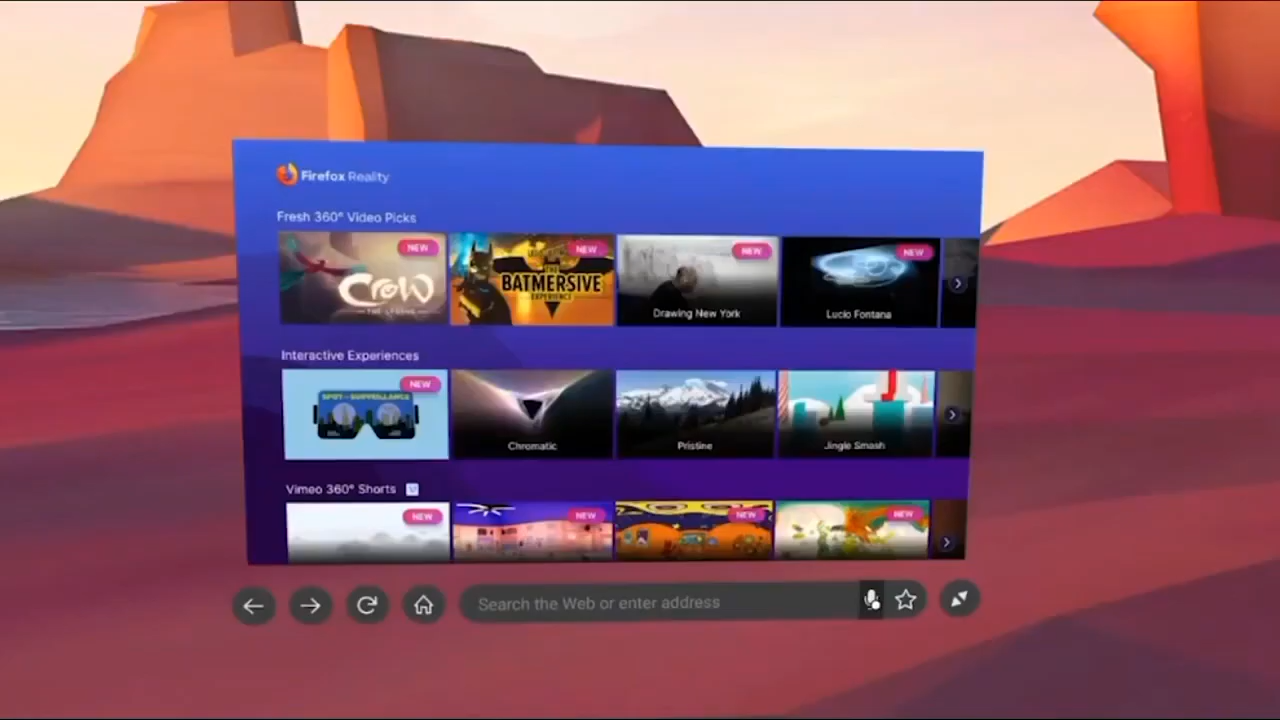 Firefox Reality
Fresh 360° Video Picks
NEW
NEW
NEW
NEW
CROW
THE LEGEND
THE
BATMERSIVE
EXPERIENCE
Drawing New York
Lucio Fontana
Interactive Experiences
NEW
SPOT - SURVEILLANCE
Chromatic
Pristine
Jingle Smash
Vimeo 360° Shorts
NEW
NEW
NEW
NEW
Search the Web or enter address